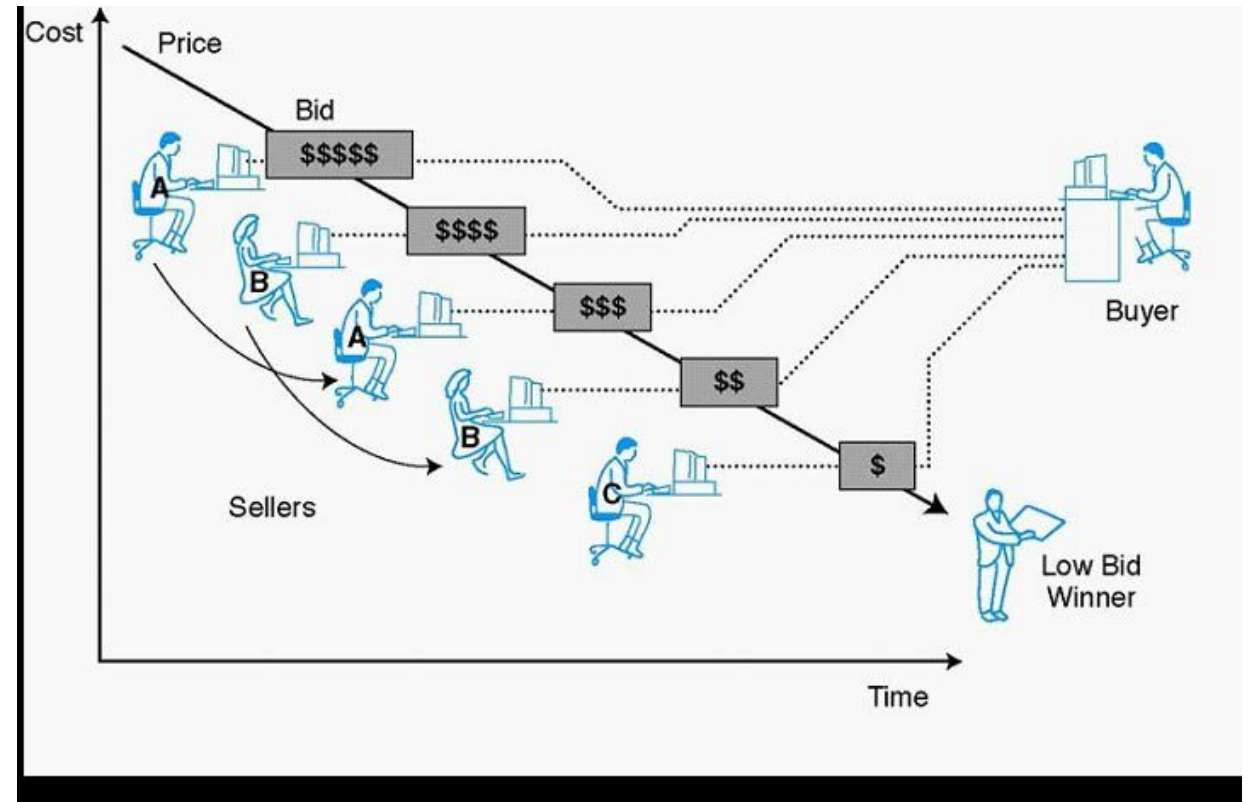 Cost
Price
Bid
$$$$$
A
$$$$
B
$$$
A
Buyer
$$
B
$
C
Sellers
Low Bid
Winner
Time